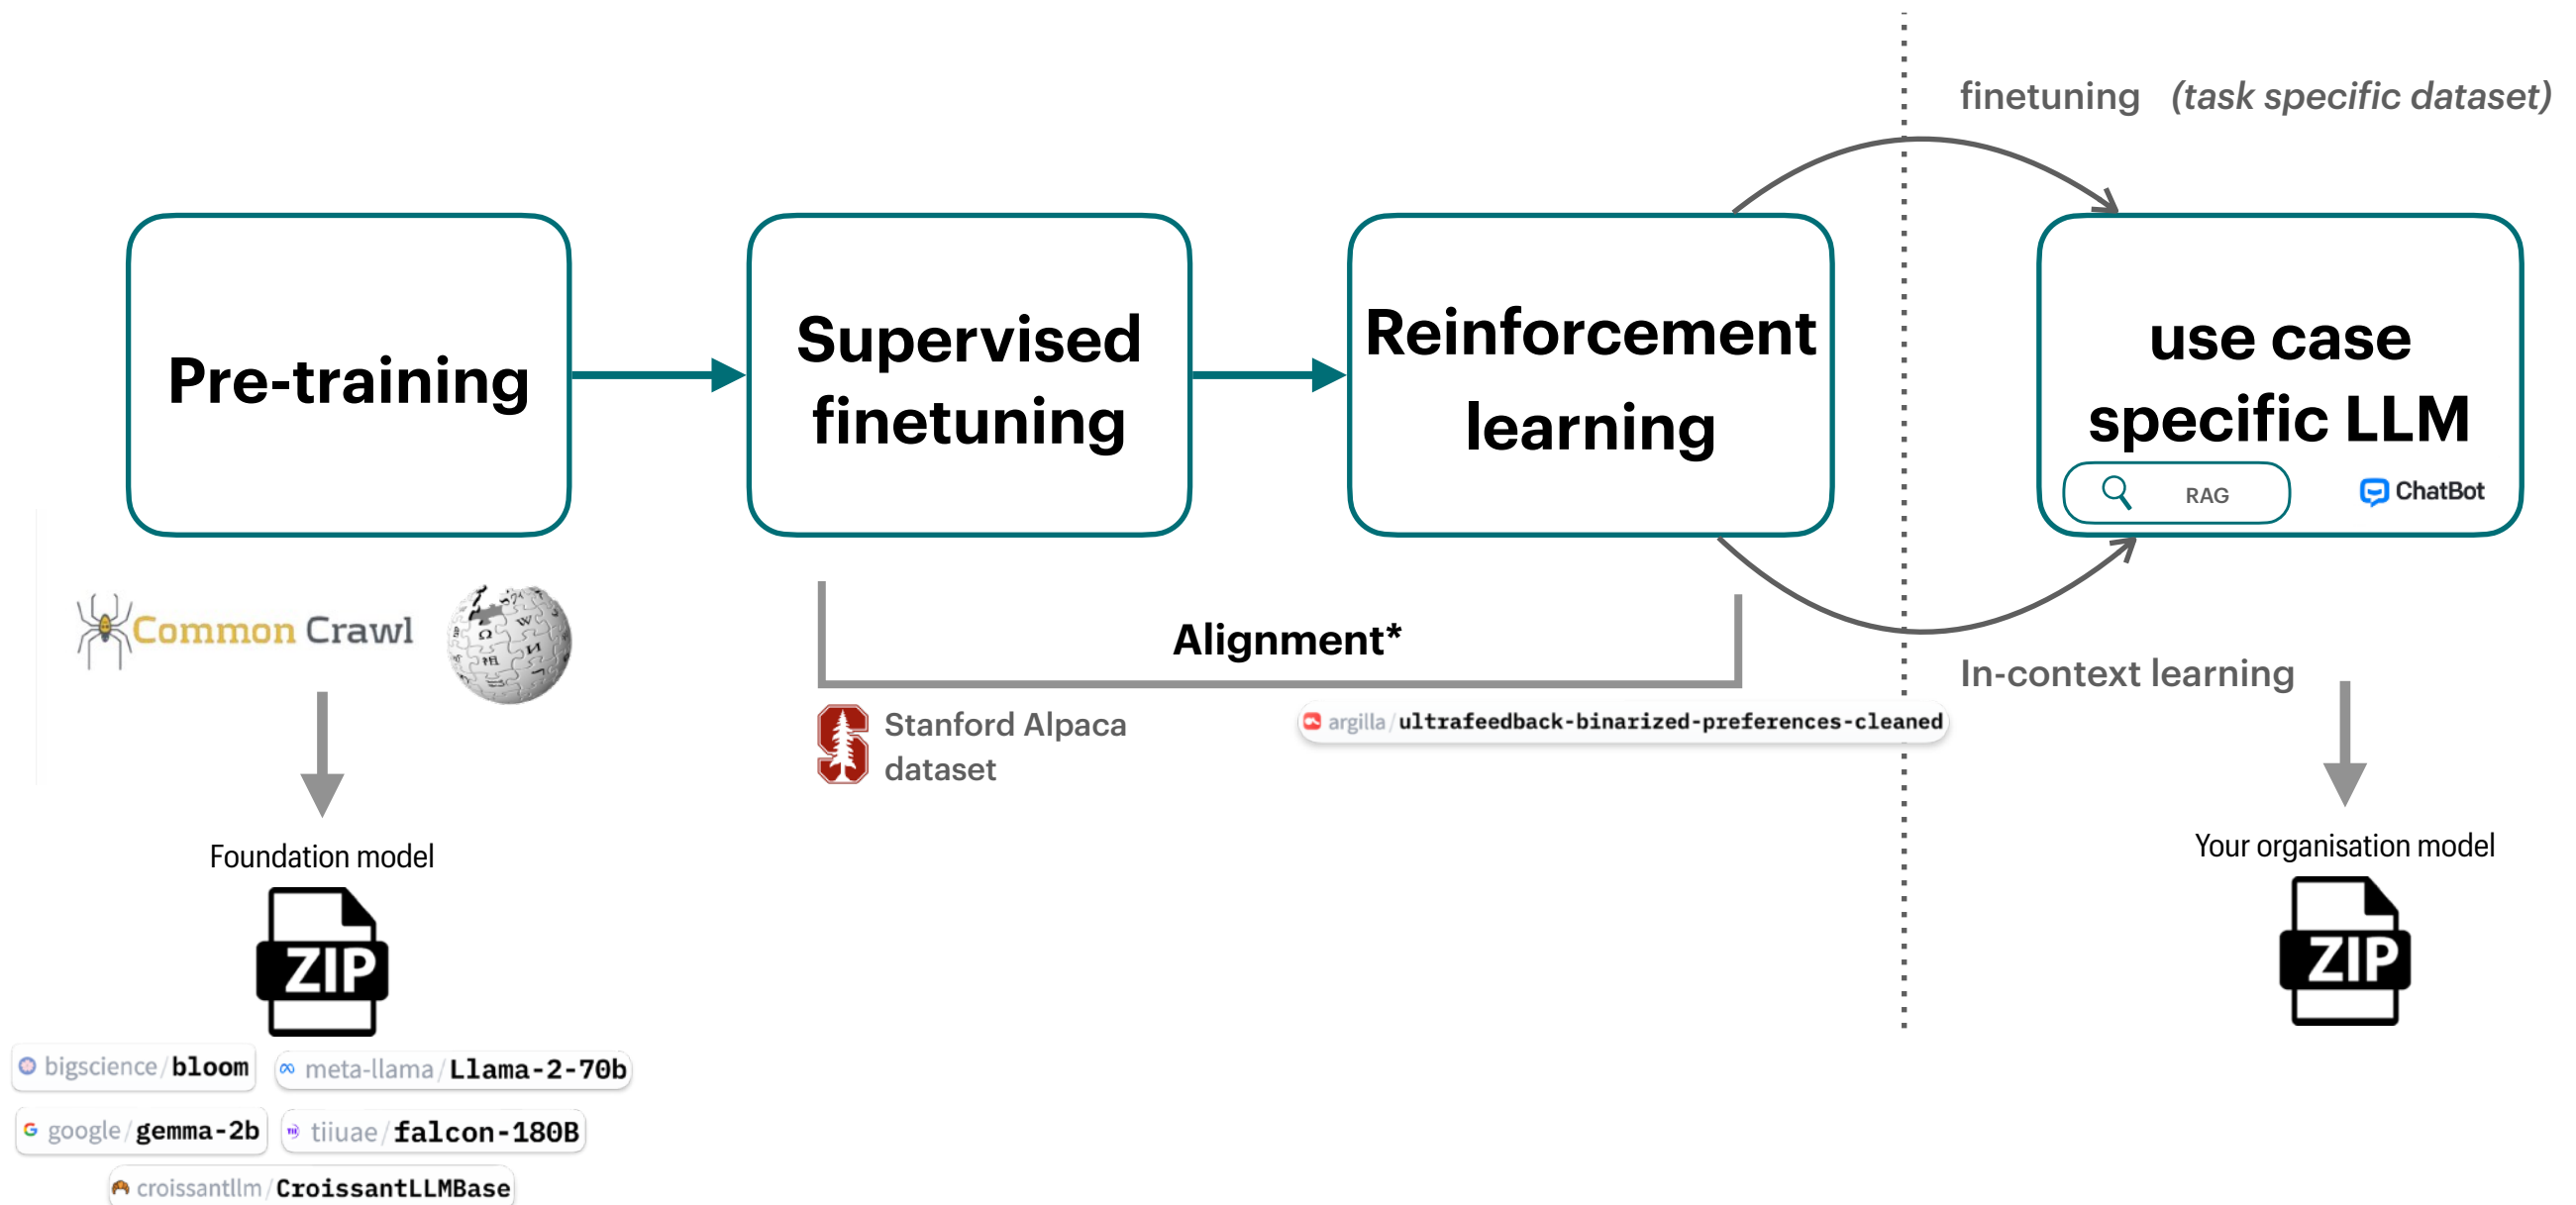 finetuning (task specific dataset)
Pre-training
Supervised
finetuning
Reinforcement
learning
use case
specific LLM
RAG
ChatBot
Common Crawl
Ω W
И
Alignment*
In-context learning
Stanford Alpaca
dataset
argilla/ultrafeedback-binarized-preferences-cleaned
Foundation model
ZIP
Your organisation model
ZIP
bigscience/bloom
meta-llama/Llama-2-70b
google/gemma-2b
tiiuae/falcon-180B
croissantllm/CroissantLLMBase